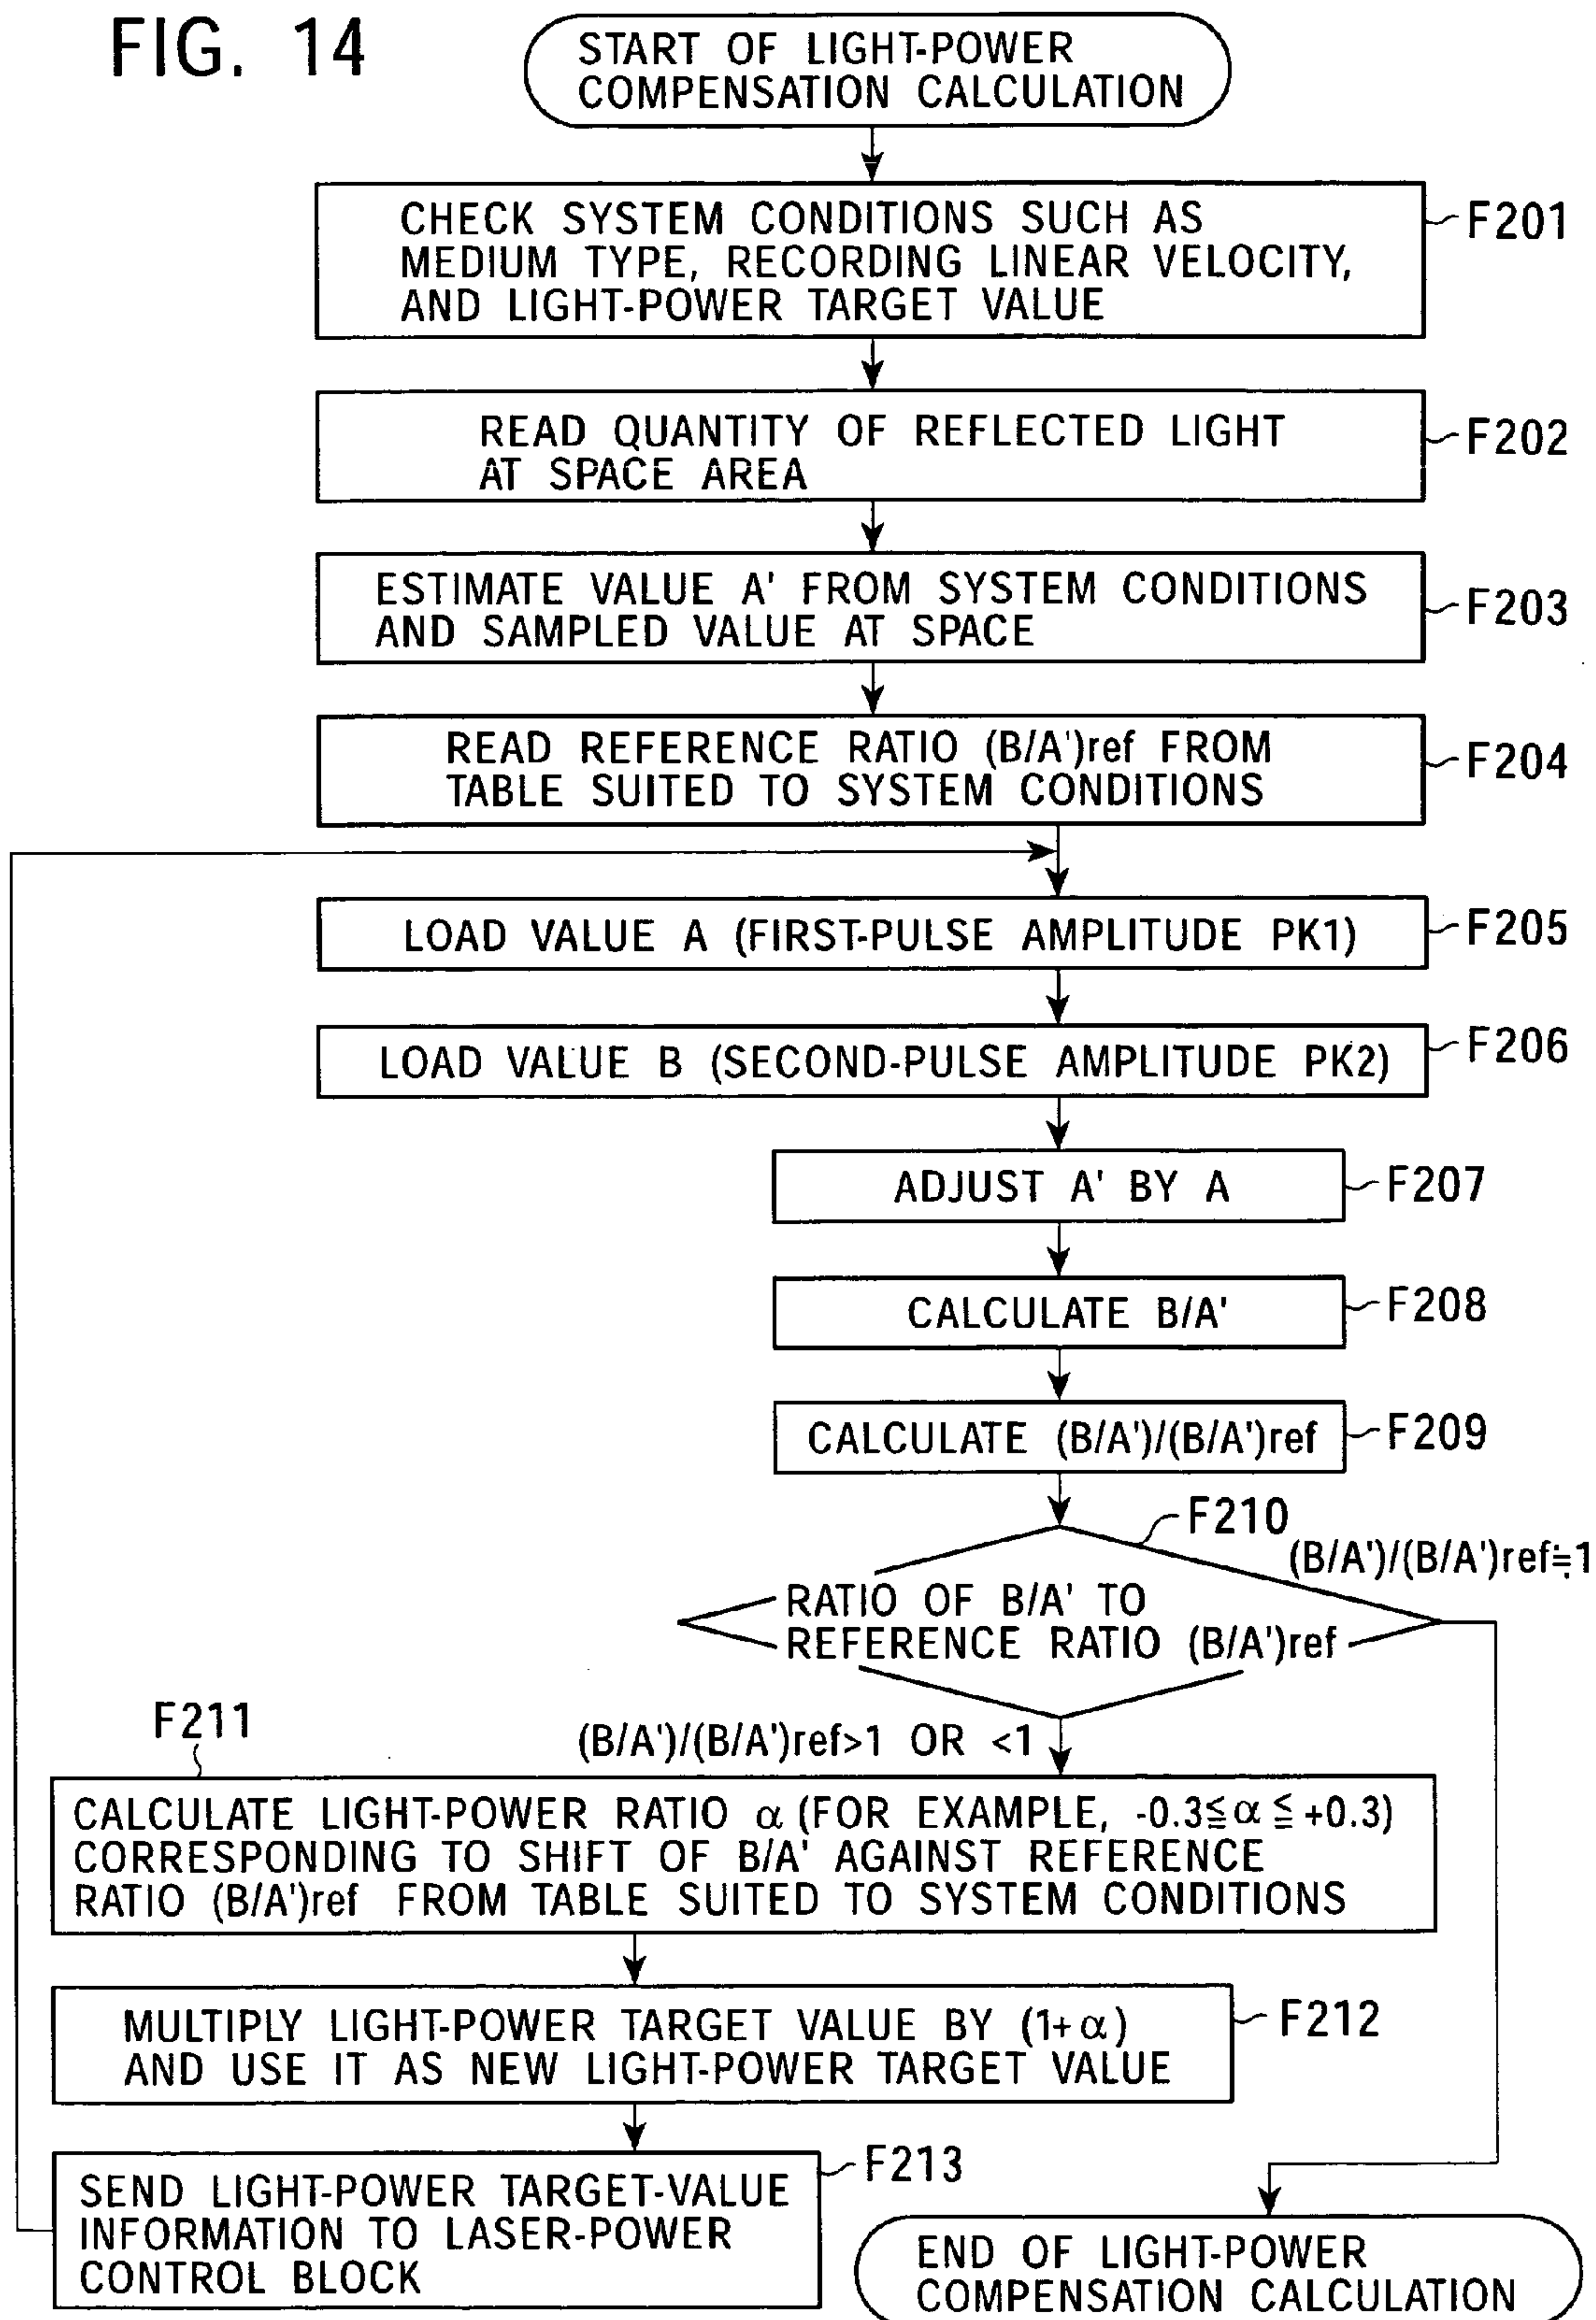 FIG. 14
START OF LIGHT-POWER
COMPENSATION CALCULATION
CHECK SYSTEM CONDITIONS SUCH AS
MEDIUM TYPE, RECORDING LINEAR VELOCITY,
AND LIGHT-POWER TARGET VALUE
F201
READ QUANTITY OF REFLECTED LIGHT
AT SPACE AREA
F202
ESTIMATE VALUE A' FROM SYSTEM CONDITIONS
AND SAMPLED VALUE AT SPACE
F203
READ REFERENCE RATIO (B/A')ref FROM
TABLE SUITED TO SYSTEM CONDITIONS
F204
LOAD VALUE A (FIRST-PULSE AMPLITUDE PK1)
F205
LOAD VALUE B (SECOND-PULSE AMPLITUDE PK2)
F206
ADJUST A' BY A
F207
CALCULATE B/A'
F208
CALCULATE (B/A')/(B/A')ref
F209
F210
(B/A')/(B/A')ref≒1
RATIO OF B/A' TO
REFERENCE RATIO (B/A')ref
F211
(B/A')/(B/A')ref>1 OR <1
CALCULATE LIGHT-POWER RATIO α (FOR EXAMPLE, -0.3≦α≦+0.3)
CORRESPONDING TO SHIFT OF B/A' AGAINST REFERENCE
RATIO (B/A')ref FROM TABLE SUITED TO SYSTEM CONDITIONS
MULTIPLY LIGHT-POWER TARGET VALUE BY (1+α)
AND USE IT AS NEW LIGHT-POWER TARGET VALUE
F212
SEND LIGHT-POWER TARGET-VALUE
INFORMATION TO LASER-POWER
CONTROL BLOCK
F213
END OF LIGHT-POWER
COMPENSATION CALCULATION